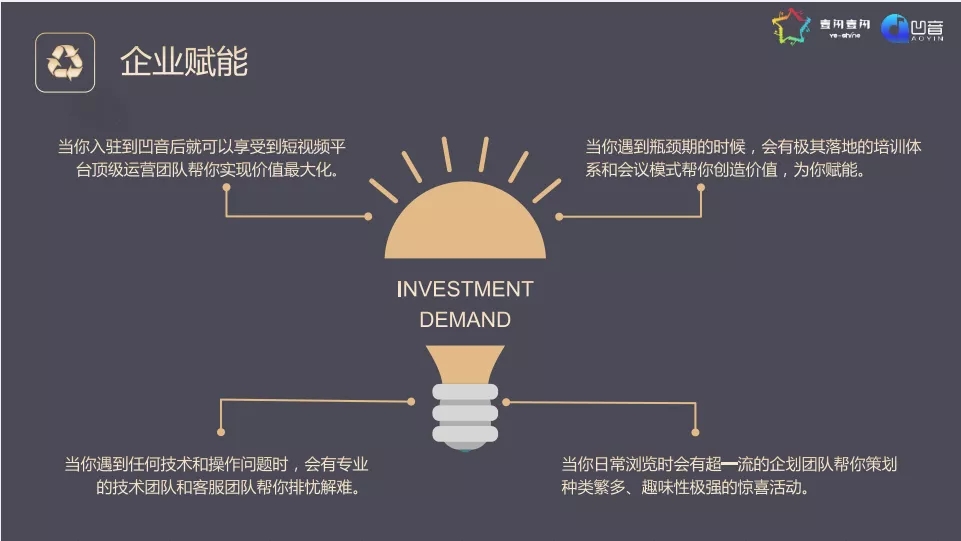 壹闪壹闪
ye-shine
凹音
AOYIN
企业赋能
当你入驻到凹音后就可以享受到短视频平
台顶级运营团队帮你实现价值最大化。
当你遇到瓶颈期的时候，会有极其落地的培训体
系和会议模式帮你创造价值，为你赋能。
INVESTMENT
DEMAND
当你遇到任何技术和操作问题时，会有专业
的技术团队和客服团队帮你排忧解难。
当你日常浏览时会有超一流的企划团队帮你策划
种类繁多、趣味性极强的惊喜活动。